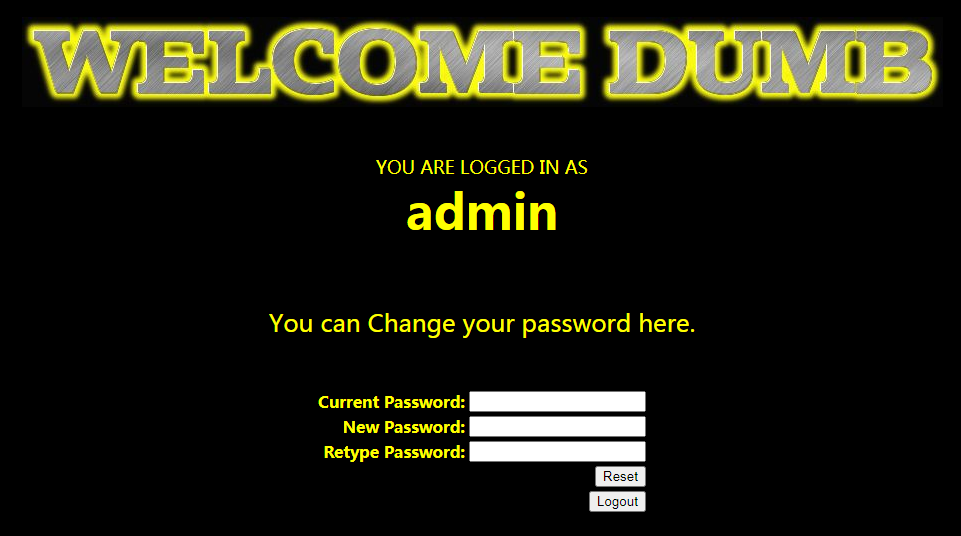 WELCOME DUMB
YOU ARE LOGGED IN AS
admin
You can Change your password here.
Current Password:
New Password:
Retype Password:
Reset
Logout